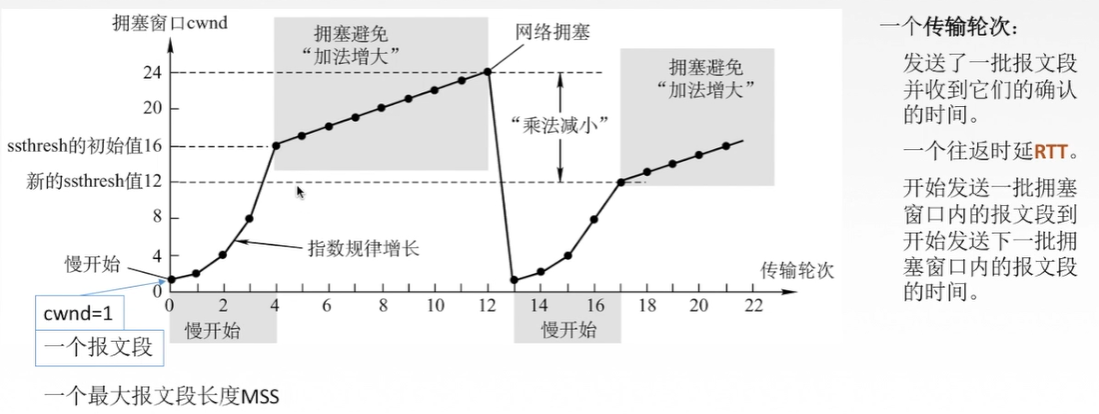 拥塞窗口cwnd
拥塞避免
“加法增大”
网络拥塞
24
20
ssthresh的初始值16
新的ssthresh值12
8
4
0
“乘法减小”
拥塞避免
“加法增大”
指数规律增长
慢开始
传输轮次
0 2 4 6 8 10 12 14 16 18 20 22
慢开始
慢开始
cwnd=1
一个报文段
一个最大报文段长度MSS
一个传输轮次:
发送了一批报文段
并收到它们的确认
的时间。
一个往返时延RTT。
开始发送一批拥塞
窗口内的报文段到
开始发送下一批拥
塞窗口内的报文段
的时间。